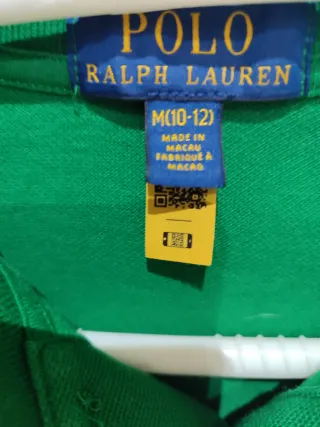 POLO
RALPH LAUREN
M(10-12)
MADE IN
MACAU
FABRIQUÉ À
MACAO